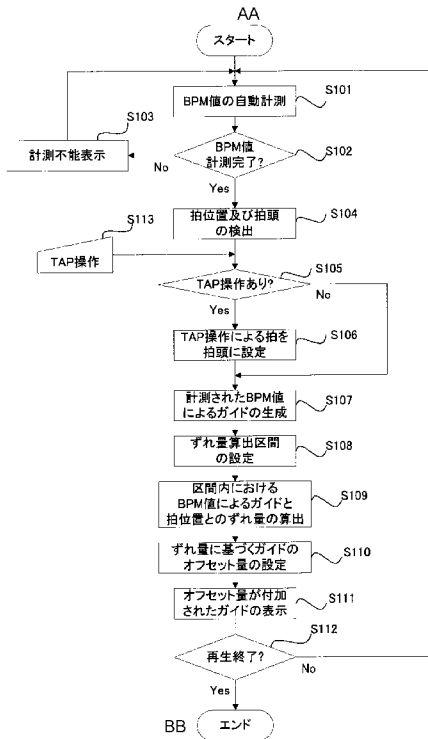 AA
スタート
S101
BPM値の自動計測
S103
計測不能表示
S102
BPM値
計測完了?
No
Yes
S104
拍位置及び拍頭
の検出
S113
TAP操作
S105
TAP操作あり?
No
Yes
S106
TAP操作による拍を
拍頭に設定
S107
計測されたBPM値
によるガイドの生成
S108
ずれ量算出区間
の設定
S109
区間内における
BPM値によるガイドと
拍位置とのずれ量の算出
S110
ずれ量に基づくガイドの
オフセット量の設定
S111
オフセット量が付加
されたガイドの表示
S112
再生終了?
No
Yes
BB
エンド